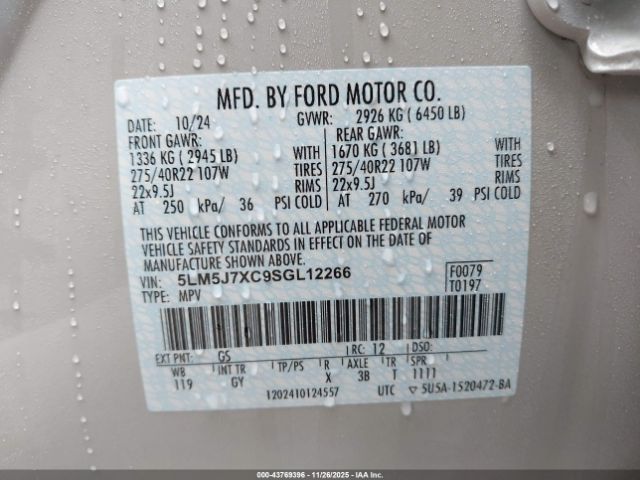 MFD. BY FORD MOTOR CO.
DATE: 10/24 GVWR: 2926 KG ( 6450 LB)
FRONT GAWR: REAR GAWR:
1336 KG ( 2945 LB) WITH 1670 KG ( 3681 LB) WITH
275/40R22 107W TIRES 275/40R22 107W TIRES
22x9.5J RIMS 22x9.5J RIMS
AT 250 kPa/ 36 PSI COLD AT 270 kPa/ 39 PSI COLD
THIS VEHICLE CONFORMS TO ALL APPLICABLE FEDERAL MOTOR
VEHICLE SAFETY STANDARDS IN EFFECT ON THE DATE OF
MANUFACTURE SHOWN ABOVE.
VIN: 5LM5J7XC9SGL12266 F0079
TYPE: MPV T0197
EXT PNT: GS RC: 12 DSO:
WB INT TR TP/PS R AXLE TR SPR
119 GY X 3B T 1111
1202410124557 UTC ▽ 5U5A-1520472-BA
000-43769396 - 11/26/2025 - IAA Inc.